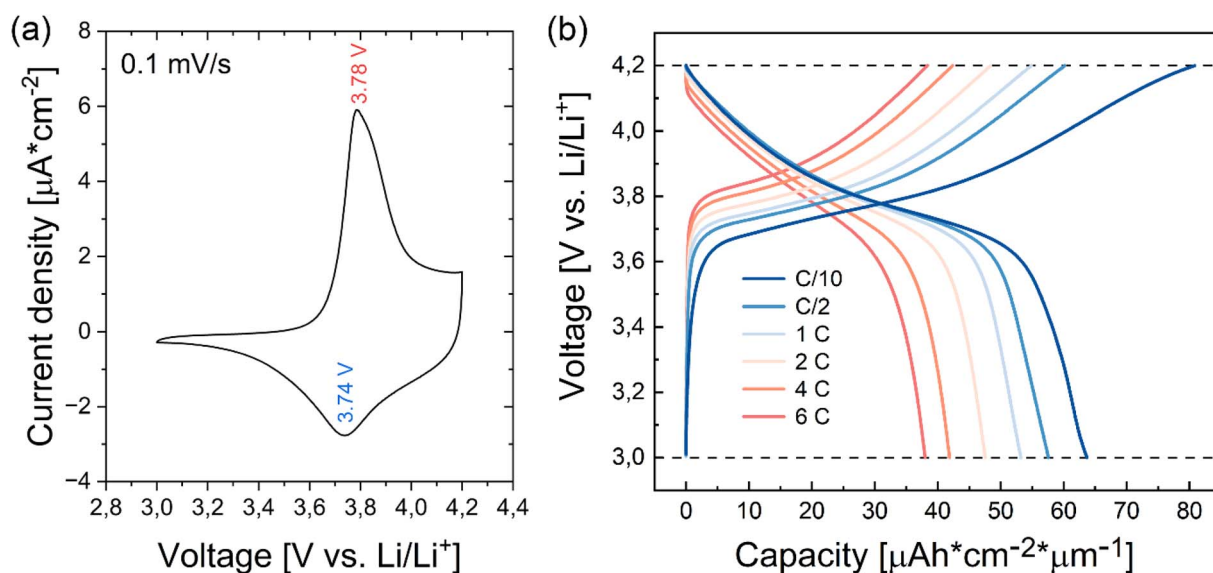 (a)
0.1 mV/s
3.78 V
3.74 V
8
6
4
2
0
−2
−4
Current density [µA*cm⁻²]
2,8 3,0 3,2 3,4 3,6 3,8 4,0 4,2 4,4
Voltage [V vs. Li/Li⁺]
(b)
4,2
4,0
3,8
3,6
3,4
3,2
3,0
Voltage [V vs. Li/Li⁺]
C/10
C/2
1 C
2 C
4 C
6 C
0 10 20 30 40 50 60 70 80
Capacity [µAh*cm⁻²*µm⁻¹]